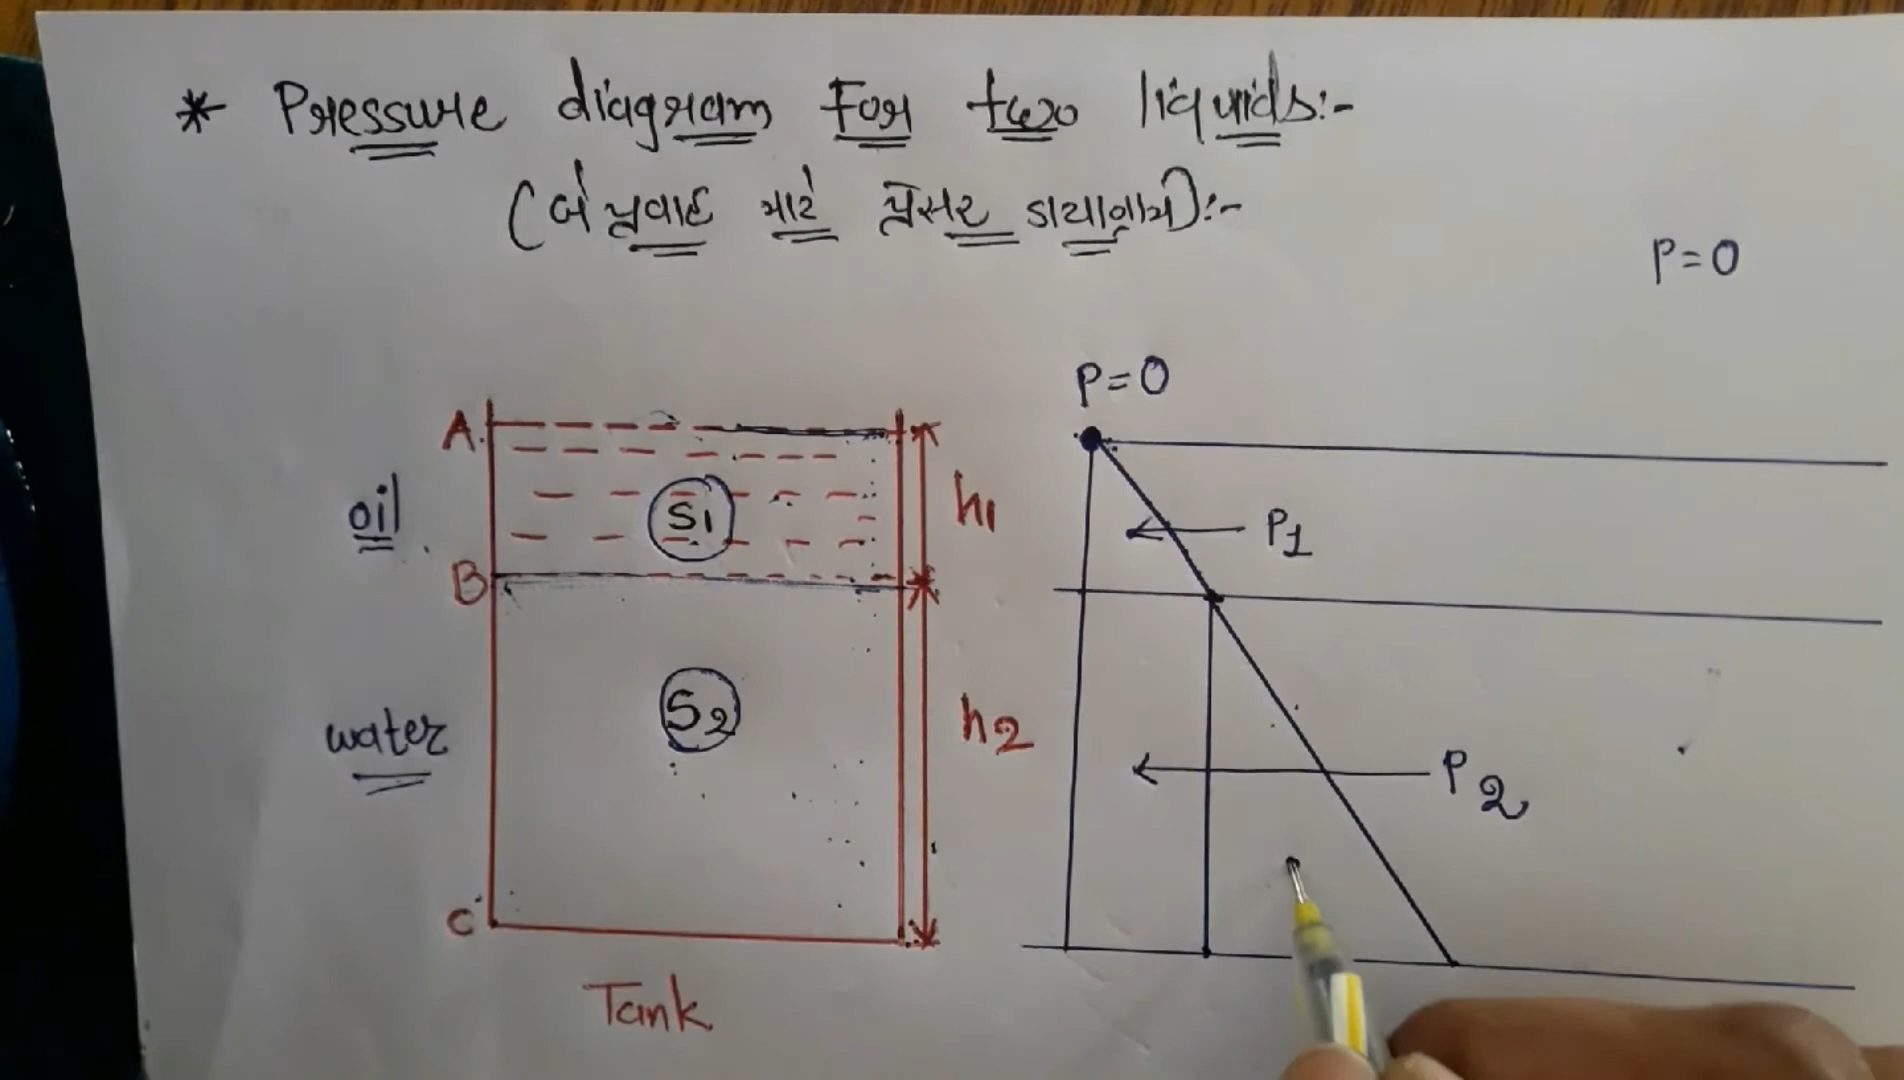 * Pressure diagram For two liquids:-
(બે પ્રવાહ માટે પ્રેસર ડાયાગ્રામ):-
P=0
P=0
A
oil
S1
h1
P1
B
water
S2
h2
P2
C
Tank